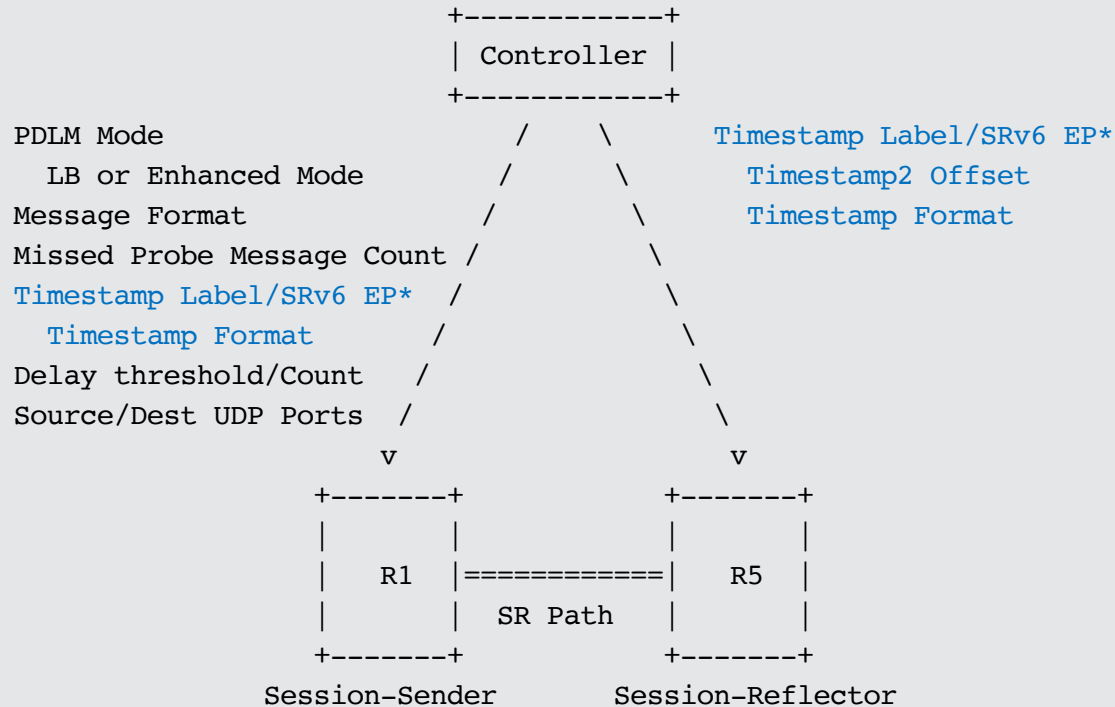 +------------+
| Controller |
+------------+
PDLM Mode / \ Timestamp Label/SRv6 EP*
LB or Enhanced Mode / \ Timestamp2 Offset
Message Format / \ Timestamp Format
Missed Probe Message Count / \
Timestamp Label/SRv6 EP* / \
Timestamp Format / \
Delay threshold/Count / \
Source/Dest UDP Ports / \
v v
+-------+ +-------+
| | | |
| R1 |============| R5 |
| | SR Path | |
+-------+ +-------+
Session-Sender Session-Reflector